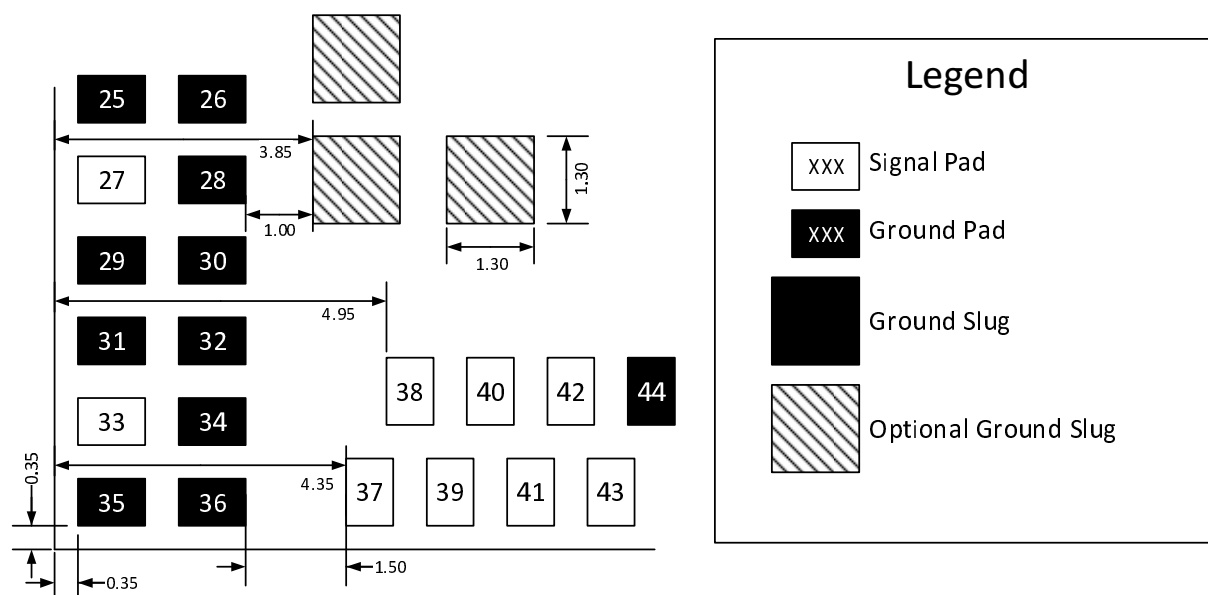 Legend
25 26
3.85
XXX Signal Pad
27 28
1.30
1.00
XXX Ground Pad
29 30
1.30
4.95
Ground Slug
31 32
38 40 42 44
33 34
Optional Ground Slug
0.35
4.35
35 36 37 39 41 43
1.50
0.35